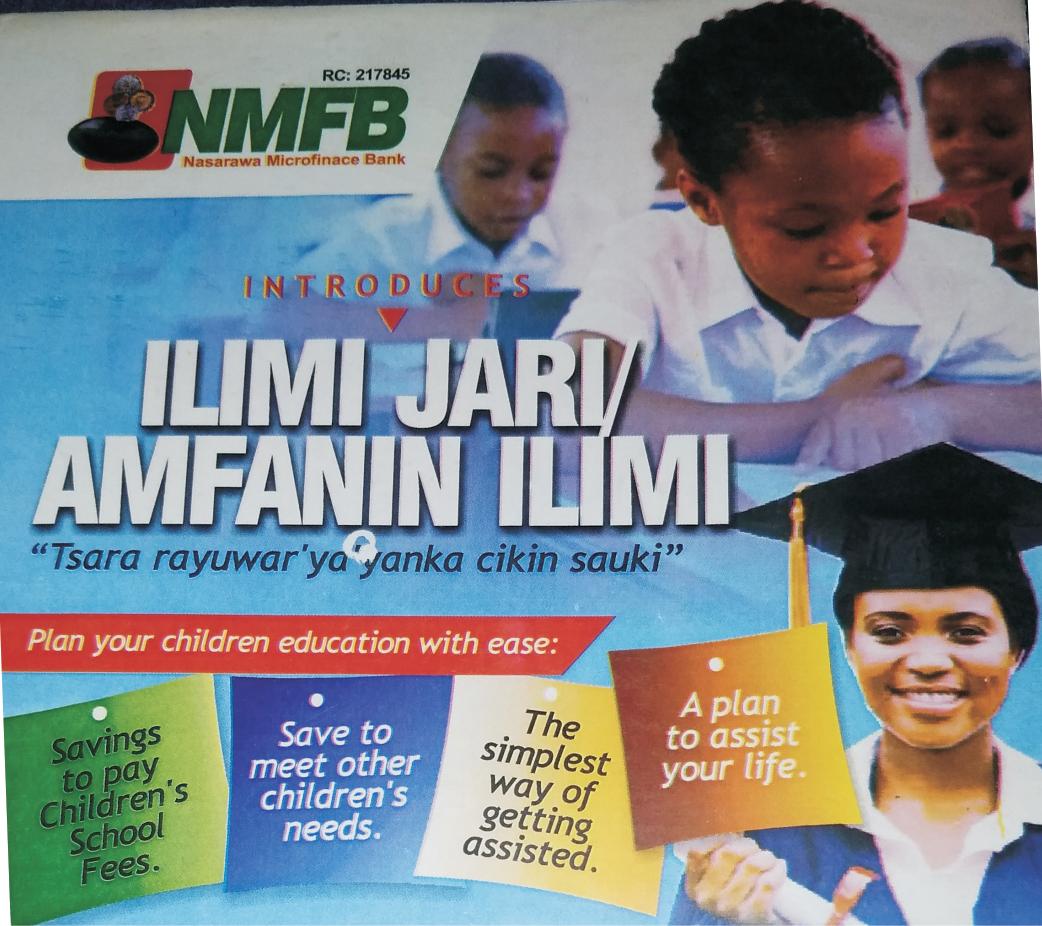 RC: 217845
NMFB
Nasarawa Microfinace Bank
INTRODUCES
ILIMI JARI/
AMFANIN ILIMI
“Tsara rayuwar'ya'yanka cikin sauki”
Plan your children education with ease:
Savings
to pay
Children's
School
Fees.
Save to
meet other
children's
needs.
The
simplest
way of
getting
assisted.
A plan
to assist
your life.